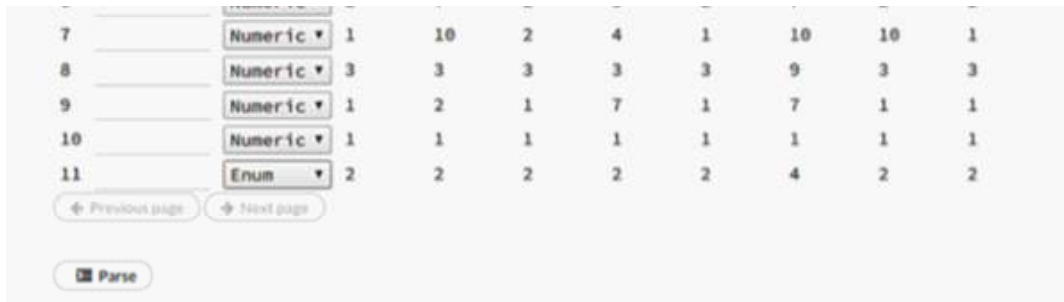 7 Numeric 1 10 2 4 1 10 10 1
8 Numeric 3 3 3 3 3 9 3 3
9 Numeric 1 2 1 7 1 7 1 1
10 Numeric 1 1 1 1 1 1 1 1
11 Enum 2 2 2 2 2 4 2 2
Previous page Next page
Parse